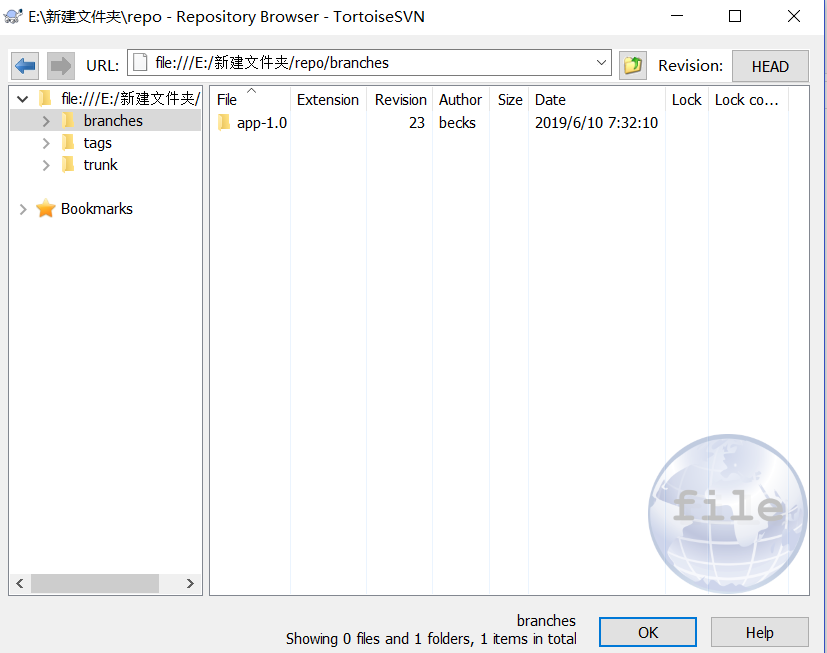 E:\新建文件夹\repo - Repository Browser - TortoiseSVN
URL: file:///E:/新建文件夹/repo/branches Revision: HEAD
file:///E:/新建文件夹/
branches
tags
trunk
Bookmarks
File Extension Revision Author Size Date Lock Lock co...
app-1.0 23 becks 2019/6/10 7:32:10
file
branches
Showing 0 files and 1 folders, 1 items in total
OK Help